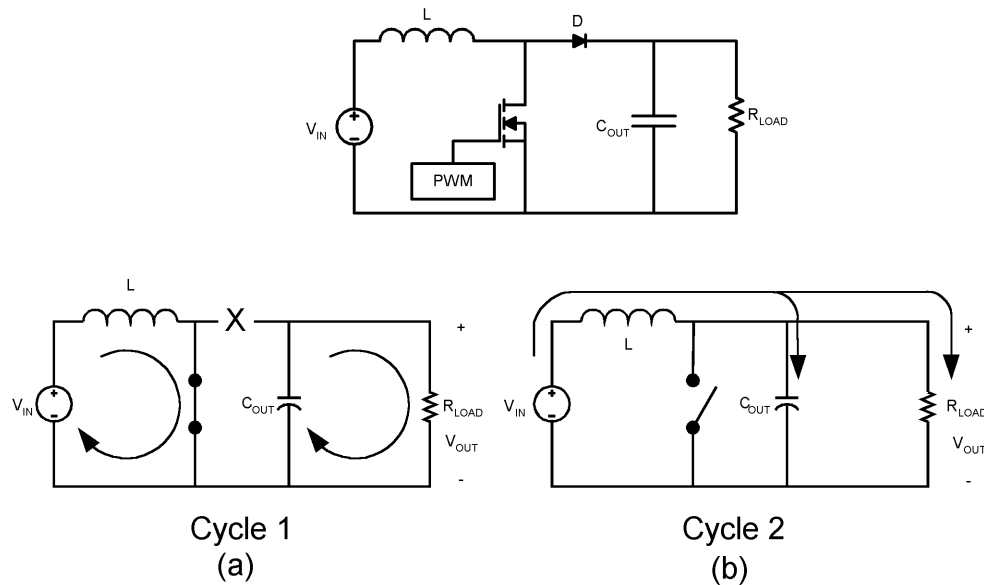 L
D
+
-
V_IN
PWM
C_OUT
R_LOAD
L
X
+
+
-
V_IN
C_OUT
R_LOAD
V_OUT
-
Cycle 1
(a)
L
+
+
-
V_IN
C_OUT
R_LOAD
V_OUT
-
Cycle 2
(b)